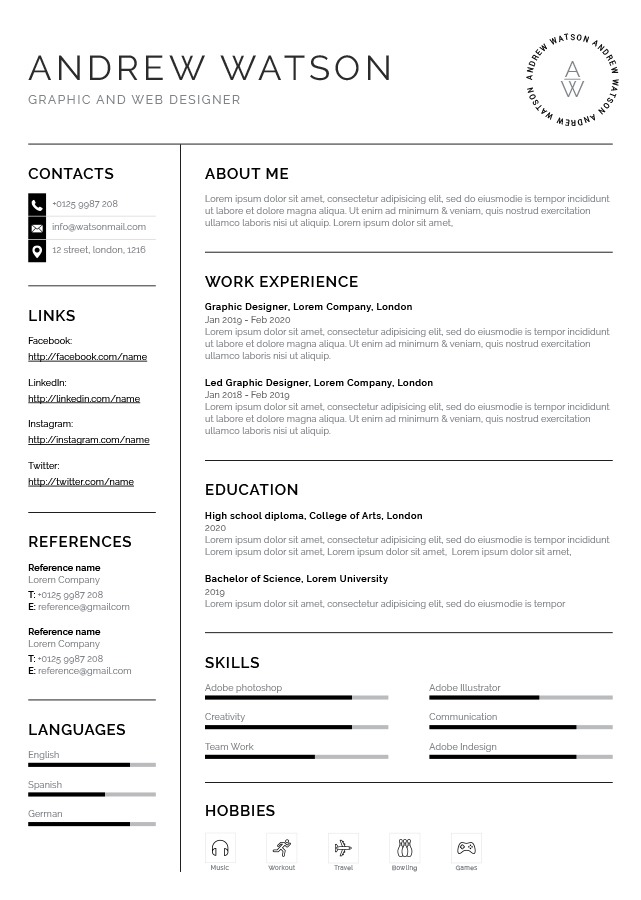 ANDREW WATSON
GRAPHIC AND WEB DESIGNER
ANDREW WATSON ANDREW WATSON ANDREW WATSON
A
W
CONTACTS
+0125 9987 208
info@watsonmail.com
12 street, london, 1216
LINKS
Facebook:
http://facebook.com/name
LinkedIn:
http://linkedin.com/name
Instagram:
http://instagram.com/name
Twitter:
http://twitter.com/name
REFERENCES
Reference name
Lorem Company
T: +0125 9987 208
E: reference@gmailcom
Reference name
Lorem Company
T: +0125 9987 208
E: reference@gmail.com
LANGUAGES
English
Spanish
German
ABOUT ME
Lorem ipsum dolor sit amet, consectetur adipisicing elit, sed do eiusmodie is tempor incididunt
ut labore et dolore magna aliqua. Ut enim ad minimum & veniam, quis nostrud exercitation
ullamco laboris nisi ut aliquip. Lorem ipsum dolor sit amet,
WORK EXPERIENCE
Graphic Designer, Lorem Company, London
Jan 2019 - Feb 2020
Lorem ipsum dolor sit amet, consectetur adipisicing elit, sed do eiusmodie is tempor incididunt
ut labore et dolore magna aliqua. Ut enim ad minimum & veniam, quis nostrud exercitation
ullamco laboris nisi ut aliquip.
Led Graphic Designer, Lorem Company, London
Jan 2018 - Feb 2019
Lorem ipsum dolor sit amet, consectetur adipisicing elit, sed do eiusmodie is tempor incididunt
ut labore et dolore magna aliqua. Ut enim ad minimum & veniam, quis nostrud exercitation
ullamco laboris nisi ut aliquip.
EDUCATION
High school diploma, College of Arts, London
2020
Lorem ipsum dolor sit amet, consectetur adipisicing elit, sed do eiusmodie is tempor incididunt
Lorem ipsum dolor sit amet, Lorem ipsum dolor sit amet, Lorem ipsum dolor sit amet,
Bachelor of Science, Lorem University
2019
Lorem ipsum dolor sit amet, consectetur adipisicing elit, sed do eiusmodie is tempor
SKILLS
Adobe photoshop
Adobe Illustrator
Creativity
Communication
Team Work
Adobe Indesign
HOBBIES
Music
Workout
Travel
Bowling
Games